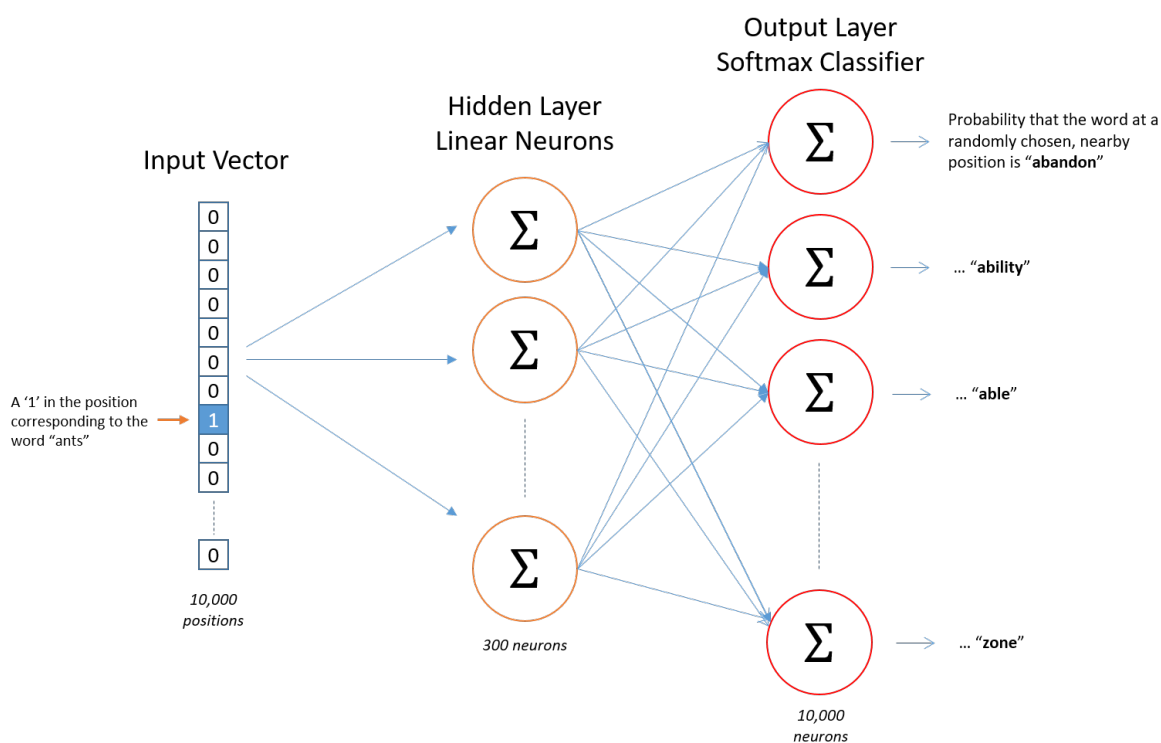 Output Layer
Softmax Classifier
Hidden Layer
Linear Neurons
Input Vector
0
0
0
0
0
0
0
1
0
0
0
A ‘1’ in the position
corresponding to the
word “ants”
10,000
positions
Σ
Σ
Σ
300 neurons
Σ
Σ
Σ
Σ
10,000
neurons
Probability that the word at a
randomly chosen, nearby
position is “abandon”
... “ability”
... “able”
... “zone”